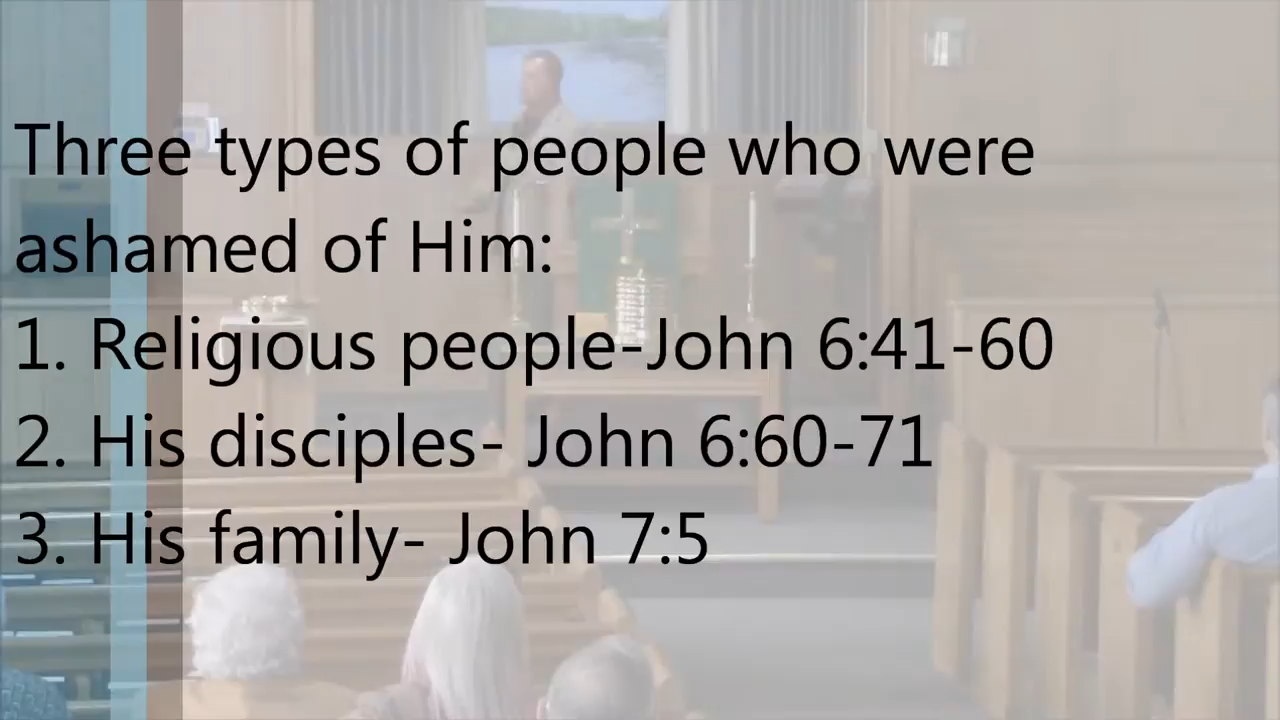 Three types of people who were
ashamed of Him:
1. Religious people-John 6:41-60
2. His disciples- John 6:60-71
3. His family- John 7:5